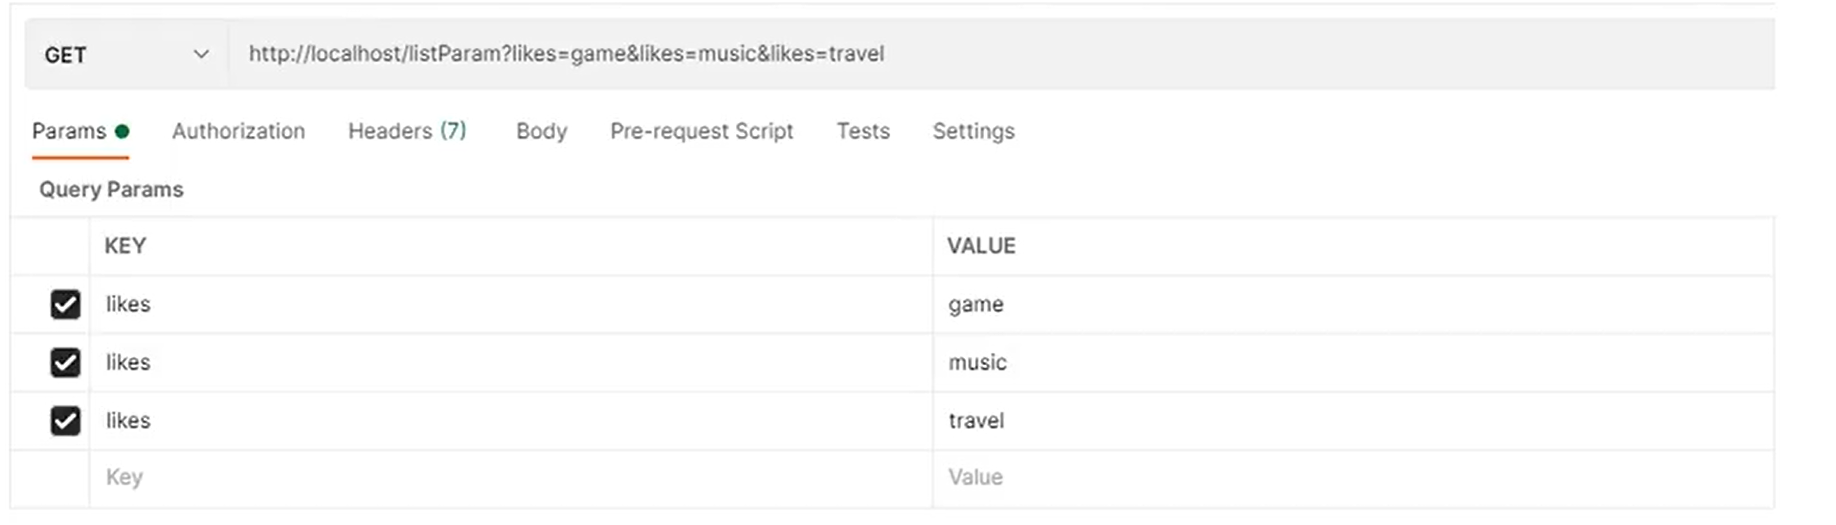 GET http://localhost/listParam?likes=game&likes=music&likes=travel
Params Authorization Headers (7) Body Pre-request Script Tests Settings
Query Params
KEY VALUE
likes game
likes music
likes travel
Key Value